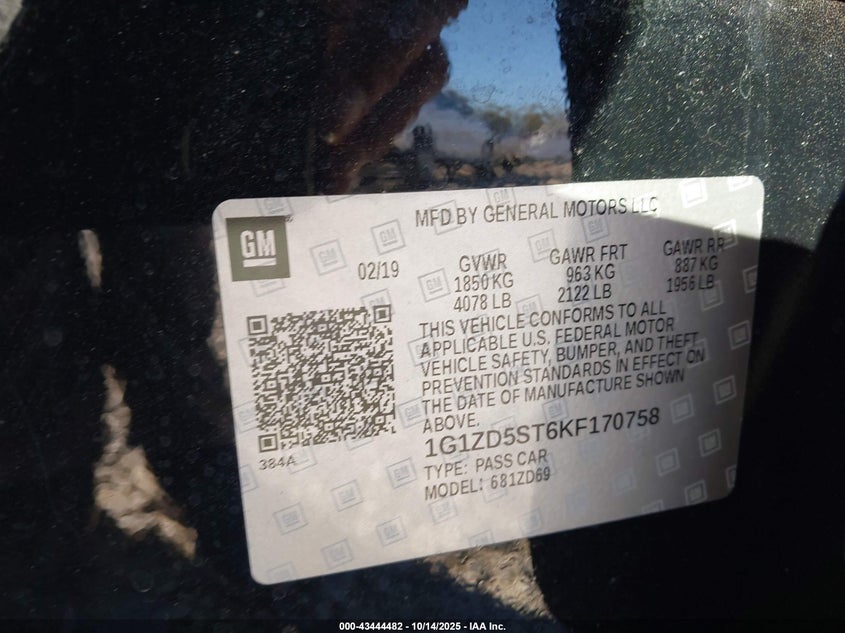 MFD BY GENERAL MOTORS LLC
GM
02/19
GVWR GAWR FRT GAWR RR
1850 KG 963 KG 887 KG
4078 LB 2122 LB 1956 LB
THIS VEHICLE CONFORMS TO ALL
APPLICABLE U.S. FEDERAL MOTOR
VEHICLE SAFETY, BUMPER, AND THEFT
PREVENTION STANDARDS IN EFFECT ON
THE DATE OF MANUFACTURE SHOWN
ABOVE.
1G1ZD5ST6KF170758
384A
TYPE: PASS CAR
MODEL: 681ZD69
000-43444482 - 10/14/2025 - IAA Inc.